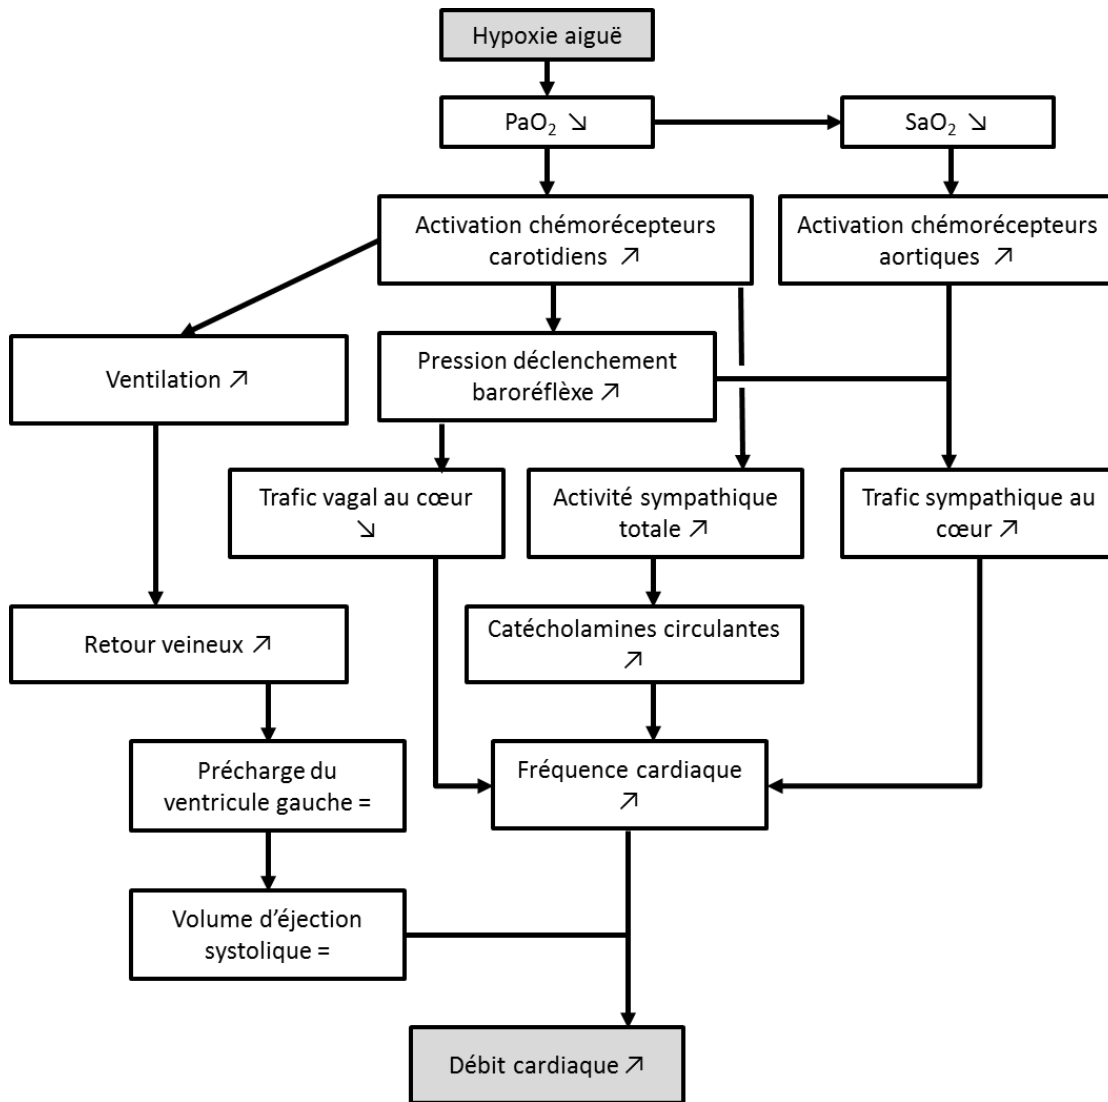 Hypoxie aiguë
PaO₂ ↘
SaO₂ ↘
Activation chémorécepteurs
carotidiens ↗
Activation chémorécepteurs
aortiques ↗
Ventilation ↗
Pression déclenchement
baroréflèxe ↗
Trafic vagal au cœur
↘
Activité sympathique
totale ↗
Trafic sympathique au
cœur ↗
Retour veineux ↗
Catécholamines circulantes
↗
Précharge du
ventricule gauche =
Fréquence cardiaque
↗
Volume d’éjection
systolique =
Débit cardiaque ↗